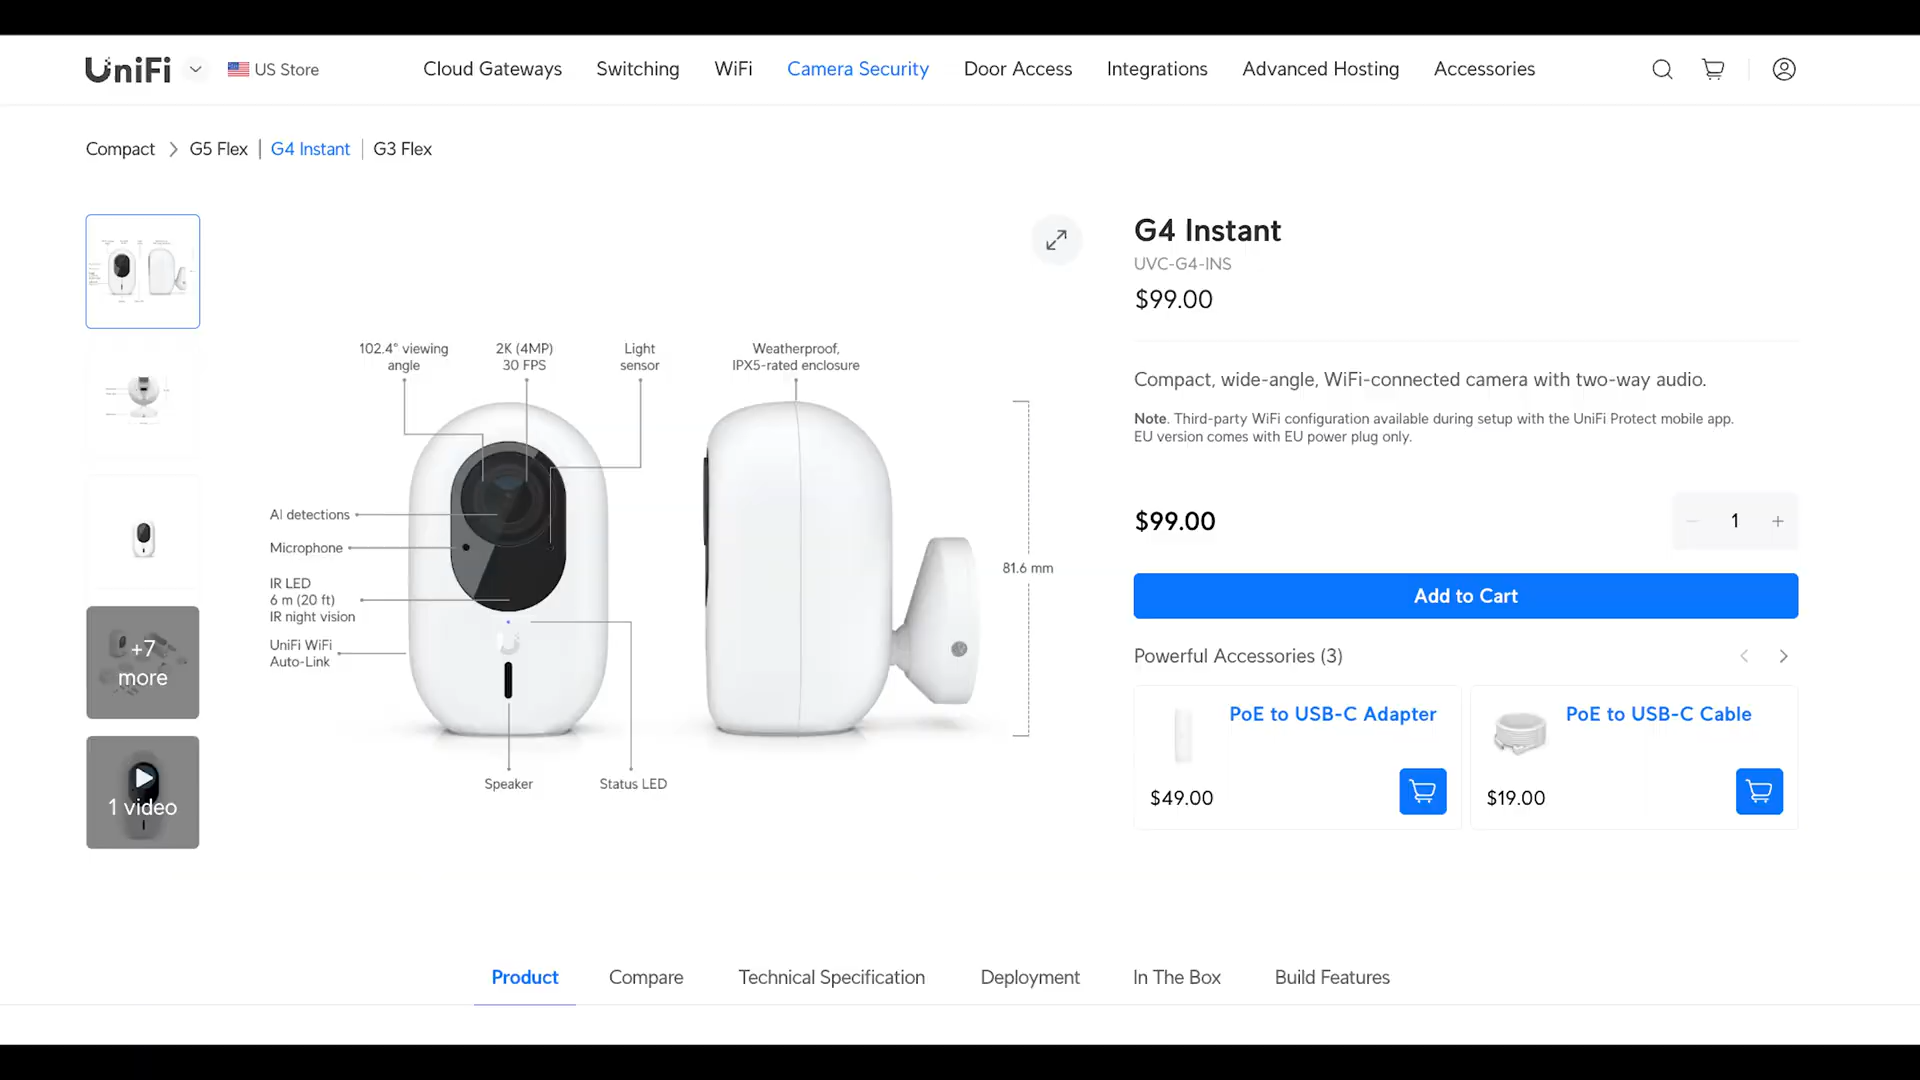 UniFi
US Store
Cloud Gateways
Switching
WiFi
Camera Security
Door Access
Integrations
Advanced Hosting
Accessories
Compact
G5 Flex
G4 Instant
G3 Flex
+7
more
1 video
102.4° viewing
angle
2K (4MP)
30 FPS
Light
sensor
Weatherproof,
IPX5-rated enclosure
AI detections
Microphone
IR LED
6 m (20 ft)
IR night vision
UniFi WiFi
Auto-Link
81.6 mm
Speaker
Status LED
G4 Instant
UVC-G4-INS
$99.00
Compact, wide-angle, WiFi-connected camera with two-way audio.
Note. Third-party WiFi configuration available during setup with the UniFi Protect mobile app.
EU version comes with EU power plug only.
$99.00
1
Add to Cart
Powerful Accessories (3)
PoE to USB-C Adapter
$49.00
PoE to USB-C Cable
$19.00
Product
Compare
Technical Specification
Deployment
In The Box
Build Features